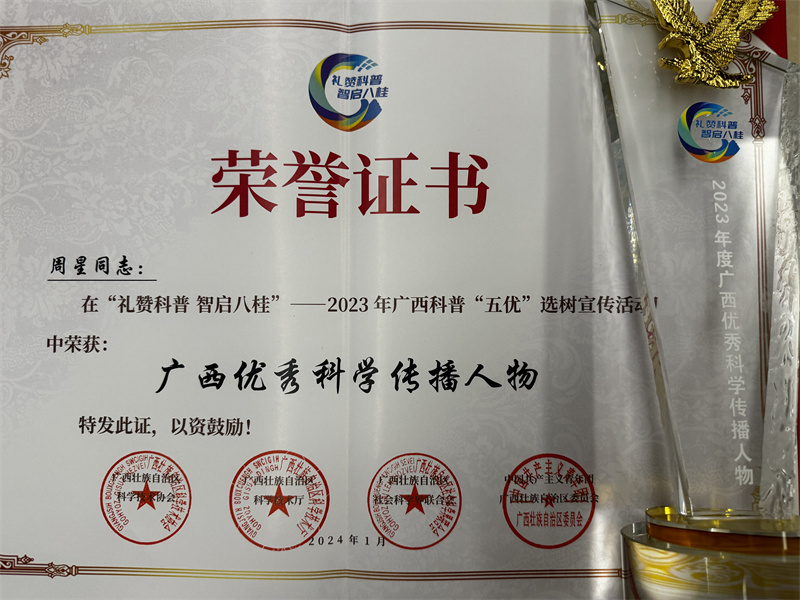 礼赞科普
智启八桂
荣誉证书
周星同志：
在“礼赞科普 智启八桂”——2023年广西科普“五优”选树宣传活动
中荣获：
广西优秀科学传播人物
特发此证，以资鼓励！
广西壮族自治区
科学技术协会
广西壮族自治区
科学技术厅
广西壮族自治区
社会科学界联合会
广西壮族自治区委员会
2024年1月
礼赞科普
智启八桂
2023 年度广西优秀科学传播人物